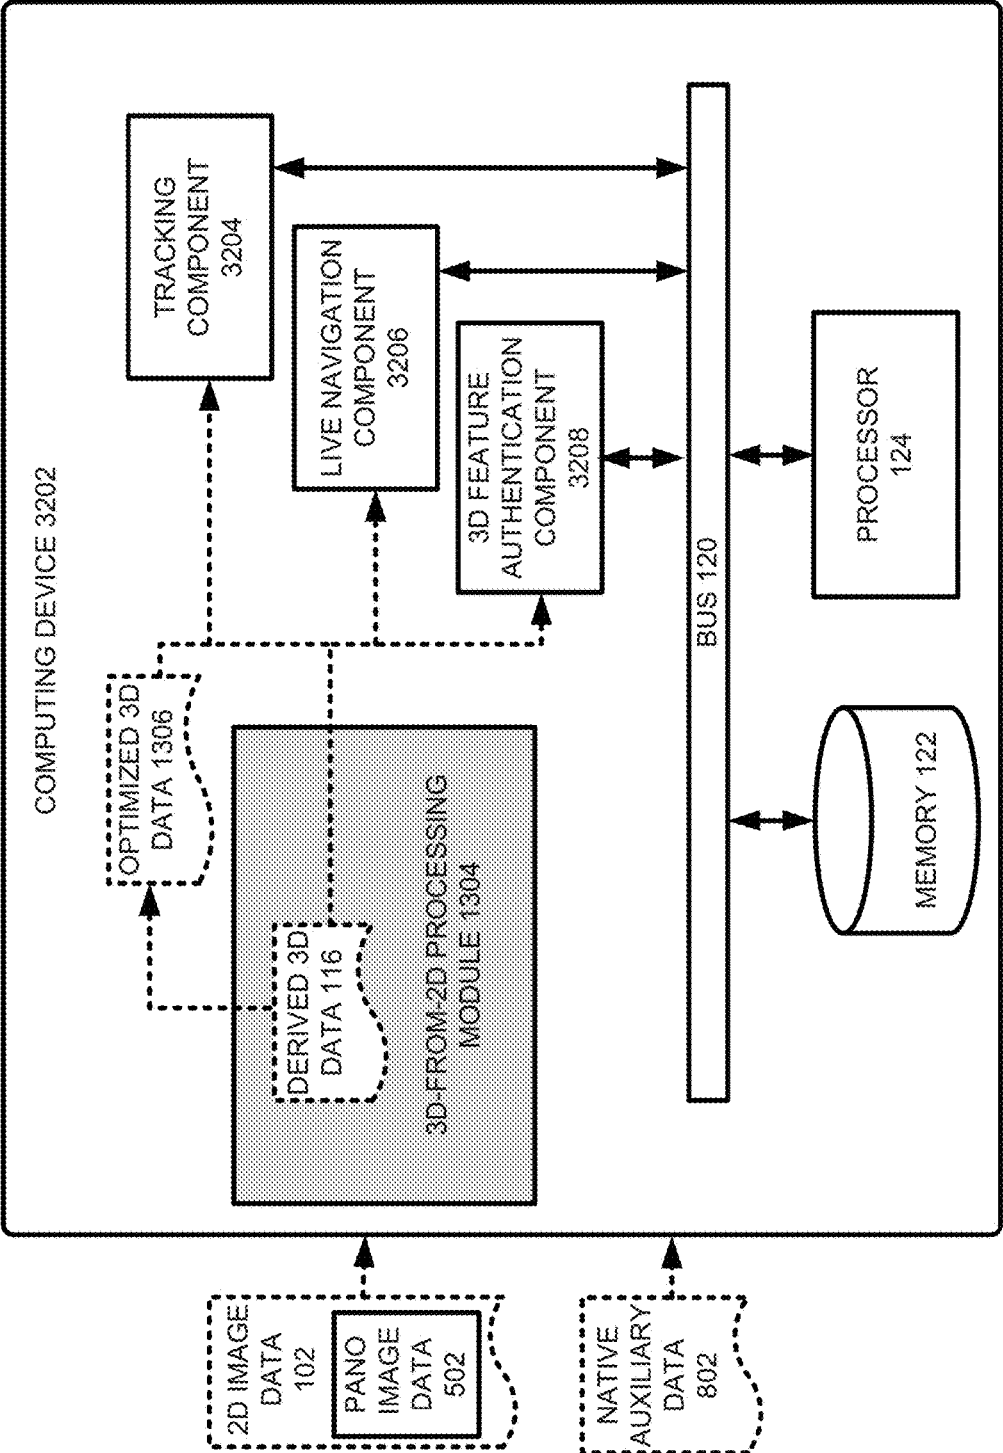 COMPUTING DEVICE 3202
2D IMAGE
DATA
102
PANO
IMAGE
DATA
502
NATIVE
AUXILIARY
DATA
802
OPTIMIZED 3D
DATA 1306
DERIVED 3D
DATA 116
3D-FROM-2D PROCESSING
MODULE 1304
TRACKING
COMPONENT
3204
LIVE NAVIGATION
COMPONENT
3206
3D FEATURE
AUTHENTICATION
COMPONENT
3208
BUS 120
MEMORY 122
PROCESSOR
124